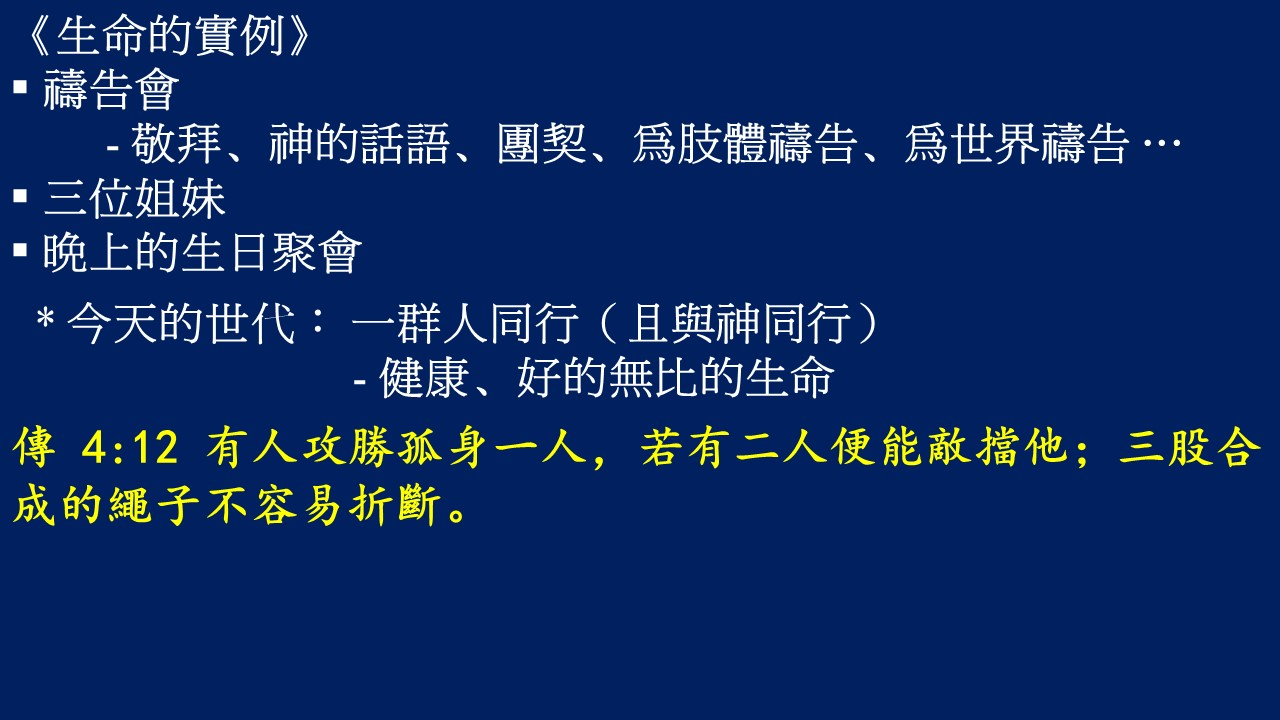 《生命的實例》
▪ 禱告會
- 敬拜、神的話語、團契、爲肢體禱告、爲世界禱告 …
▪ 三位姐妹
▪ 晚上的生日聚會
* 今天的世代： 一群人同行（且與神同行）
- 健康、好的無比的生命
傳 4:12 有人攻勝孤身一人，若有二人便能敵擋他；三股合
成的繩子不容易折斷。